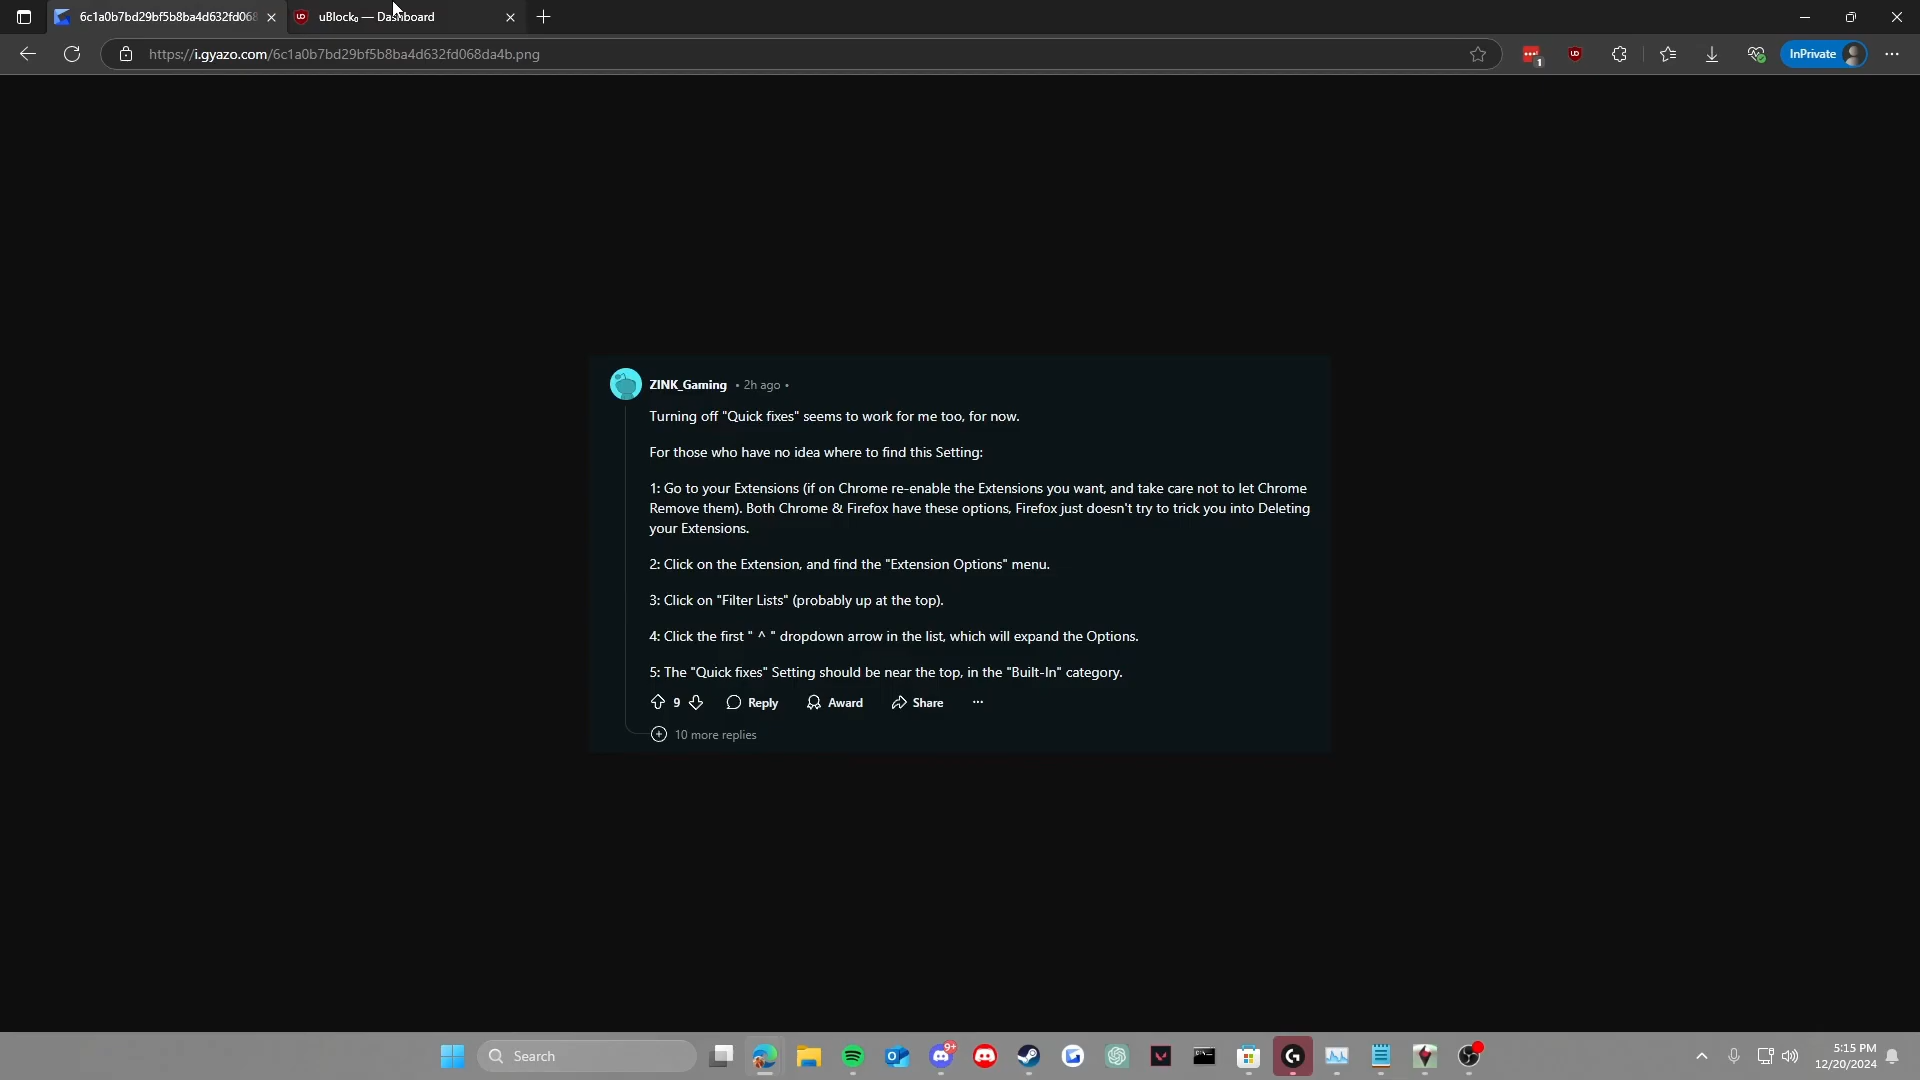 6c1a0b7bd29bf5b8ba4d632fd068
uBlock₀ — Dashboard
https://i.gyazo.com/6c1a0b7bd29bf5b8ba4d632fd068da4b.png
1
InPrivate
ZINK_Gaming • 2h ago •
Turning off "Quick fixes" seems to work for me too, for now.
For those who have no idea where to find this Setting:
1: Go to your Extensions (if on Chrome re-enable the Extensions you want, and take care not to let Chrome
Remove them). Both Chrome & Firefox have these options, Firefox just doesn't try to trick you into Deleting
your Extensions.
2: Click on the Extension, and find the "Extension Options" menu.
3: Click on "Filter Lists" (probably up at the top).
4: Click the first " ^ " dropdown arrow in the list, which will expand the Options.
5: The "Quick fixes" Setting should be near the top, in the "Built-In" category.
9 Reply Award Share ...
10 more replies
Search
9+
5:15 PM
12/20/2024